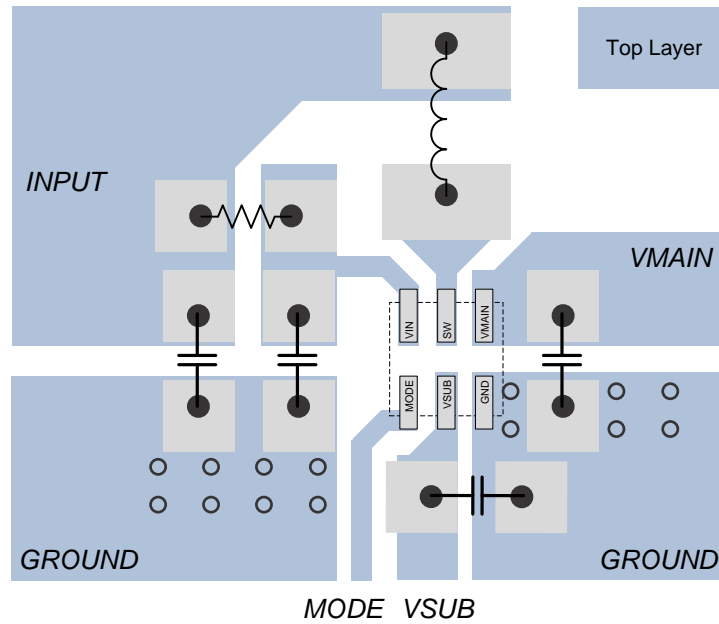 Top Layer
INPUT
VMAIN
VIN
SW
VMAIN
MODE
VSUB
GND
GROUND
GROUND
MODE
VSUB